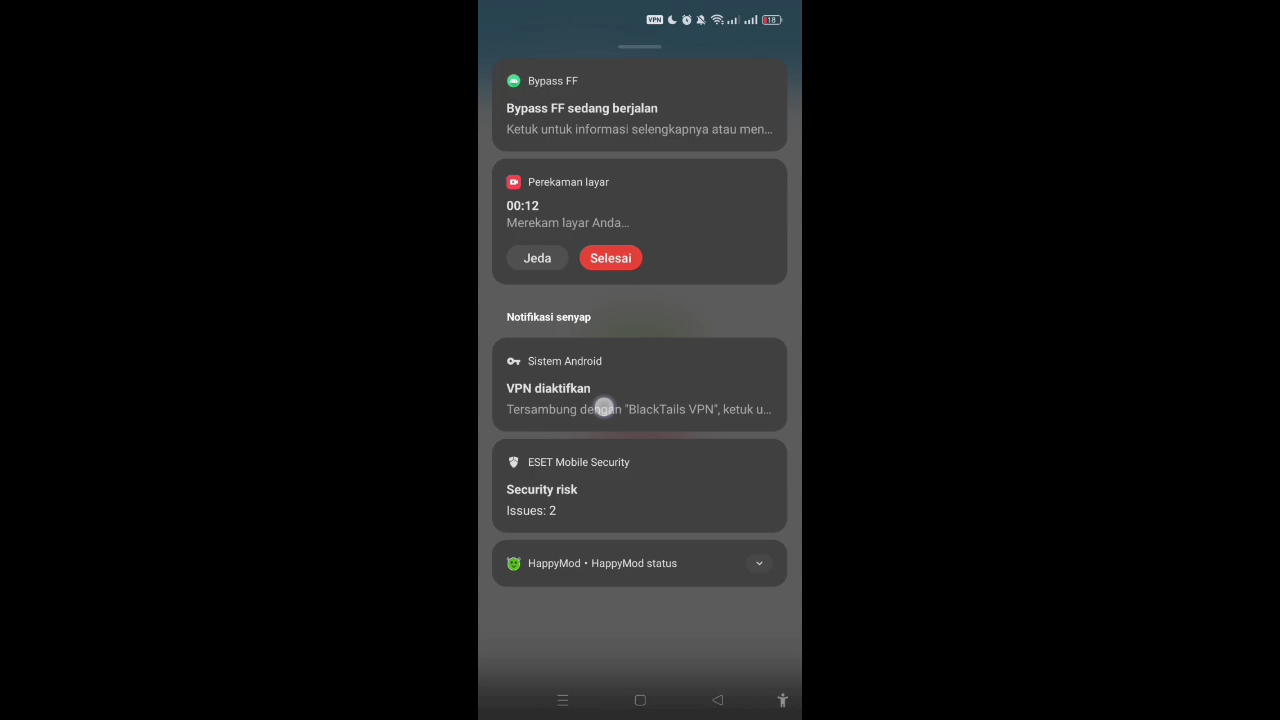 VPN
18
Bypass FF
Bypass FF sedang berjalan
Ketuk untuk informasi selengkapnya atau men...
Perekaman layar
00:12
Merekam layar Anda...
Jeda
Selesai
Notifikasi senyap
Sistem Android
VPN diaktifkan
Tersambung dengan "BlackTails VPN", ketuk u...
ESET Mobile Security
Security risk
Issues: 2
HappyMod • HappyMod status